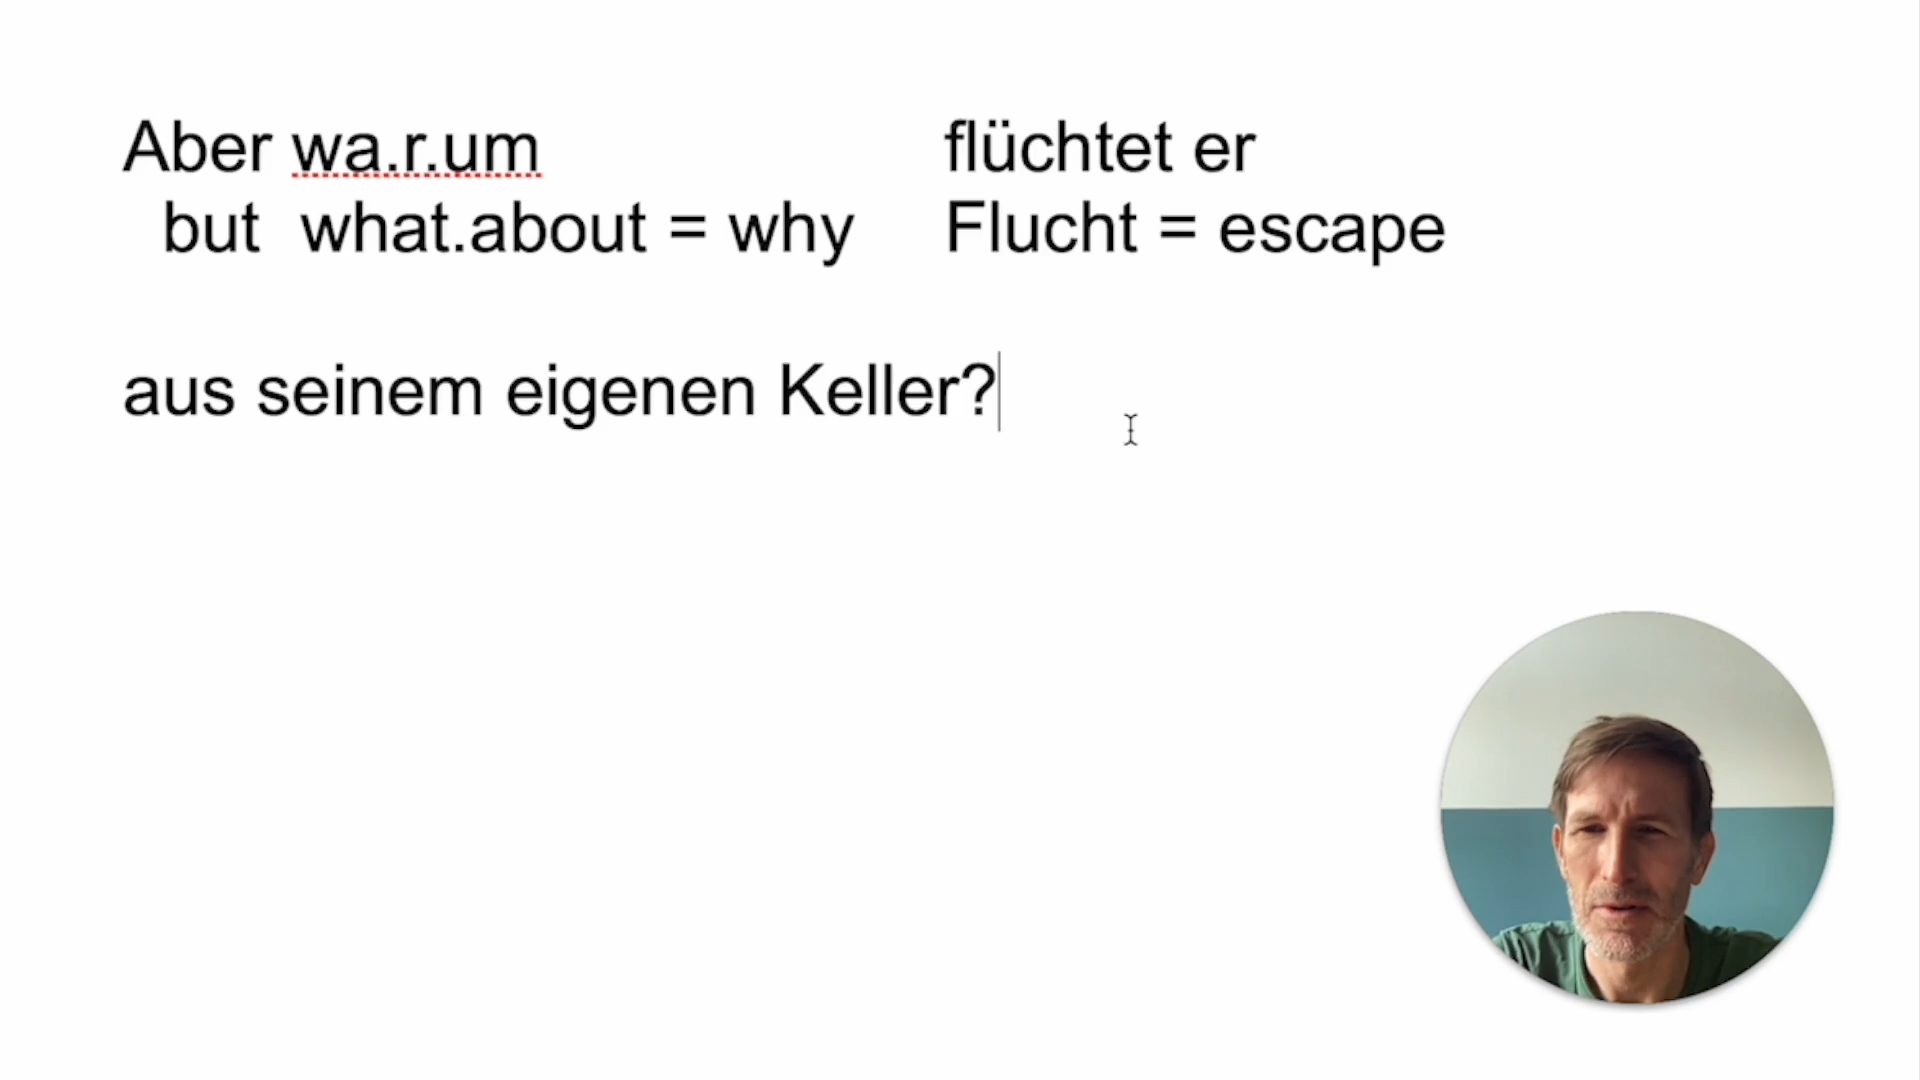 Aber wa.r.um flüchtet er
but what.about = why Flucht = escape
aus seinem eigenen Keller?